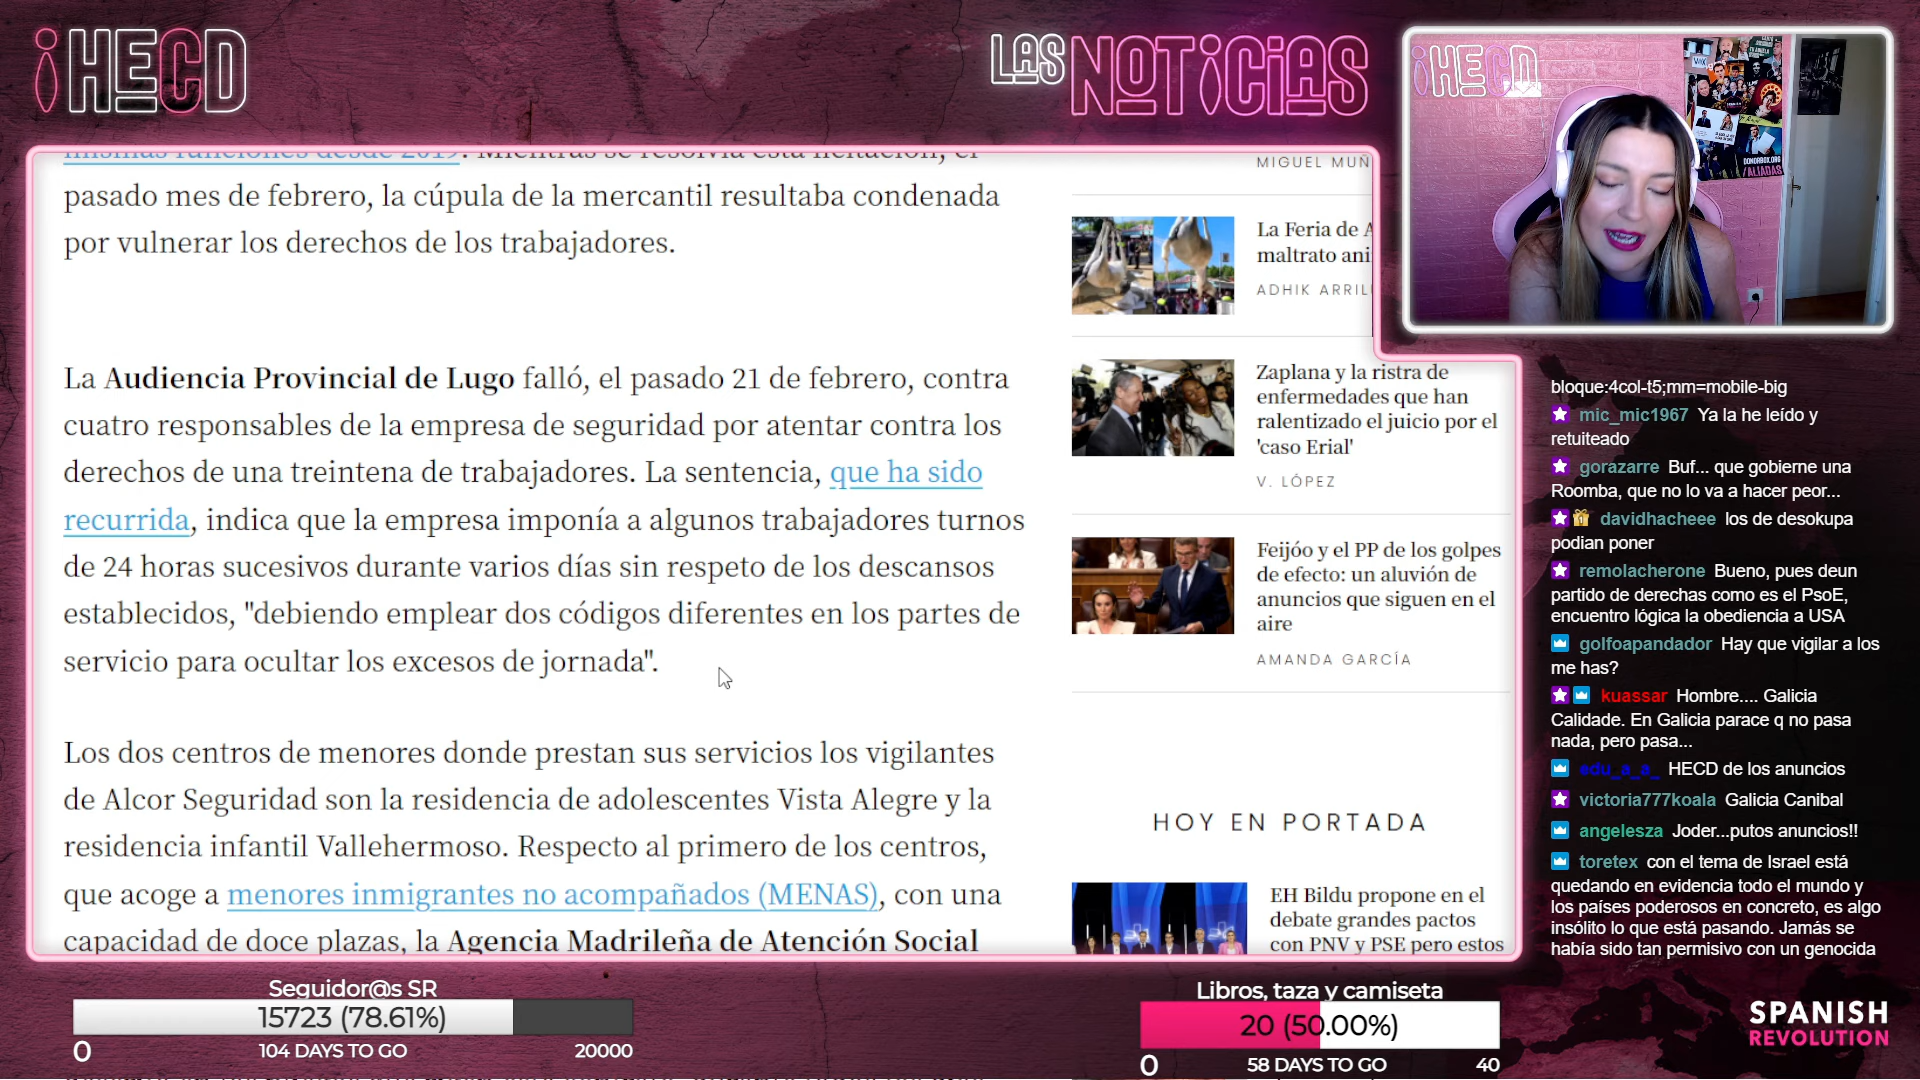 ¡HECD
LAS NOTICIAS
¡HECD
DONORBOX.ORG
/ALIADAS
mismas funciones desde 2019. Mientras se resolvía esta licitación, el
pasado mes de febrero, la cúpula de la mercantil resultaba condenada
por vulnerar los derechos de los trabajadores.
La Audiencia Provincial de Lugo falló, el pasado 21 de febrero, contra
cuatro responsables de la empresa de seguridad por atentar contra los
derechos de una treintena de trabajadores. La sentencia, que ha sido
recurrida, indica que la empresa imponía a algunos trabajadores turnos
de 24 horas sucesivos durante varios días sin respeto de los descansos
establecidos, "debiendo emplear dos códigos diferentes en los partes de
servicio para ocultar los excesos de jornada".
Los dos centros de menores donde prestan sus servicios los vigilantes
de Alcor Seguridad son la residencia de adolescentes Vista Alegre y la
residencia infantil Vallehermoso. Respecto al primero de los centros,
que acoge a menores inmigrantes no acompañados (MENAS), con una
capacidad de doce plazas, la Agencia Madrileña de Atención Social
MIGUEL MUÑ
La Feria de A
maltrato ani
ADHIK ARRIL
Zaplana y la ristra de
enfermedades que han
ralentizado el juicio por el
'caso Erial'
V. LÓPEZ
Feijóo y el PP de los golpes
de efecto: un aluvión de
anuncios que siguen en el
aire
AMANDA GARCÍA
HOY EN PORTADA
EH Bildu propone en el
debate grandes pactos
con PNV y PSE pero estos
bloque:4col-t5;mm=mobile-big
mic_mic1967 Ya la he leído y
retuiteado
gorazarre Buf... que gobierne una
Roomba, que no lo va a hacer peor...
davidhacheee los de desokupa
podian poner
remolacherone Bueno, pues deun
partido de derechas como es el PsoE,
encuentro lógica la obediencia a USA
golfoapandador Hay que vigilar a los
me has?
kuassar Hombre.... Galicia
Calidade. En Galicia parace q no pasa
nada, pero pasa...
edu_a_a_ HECD de los anuncios
victoria777koala Galicia Canibal
angelesza Joder...putos anuncios!!
toretex con el tema de Israel está
quedando en evidencia todo el mundo y
los países poderosos en concreto, es algo
insólito lo que está pasando. Jamás se
había sido tan permisivo con un genocida
Seguidor@s SR
15723 (78.61%)
0 104 DAYS TO GO 20000
Libros, taza y camiseta
20 (50.00%)
0 58 DAYS TO GO 40
SPANISH
REVOLUTION